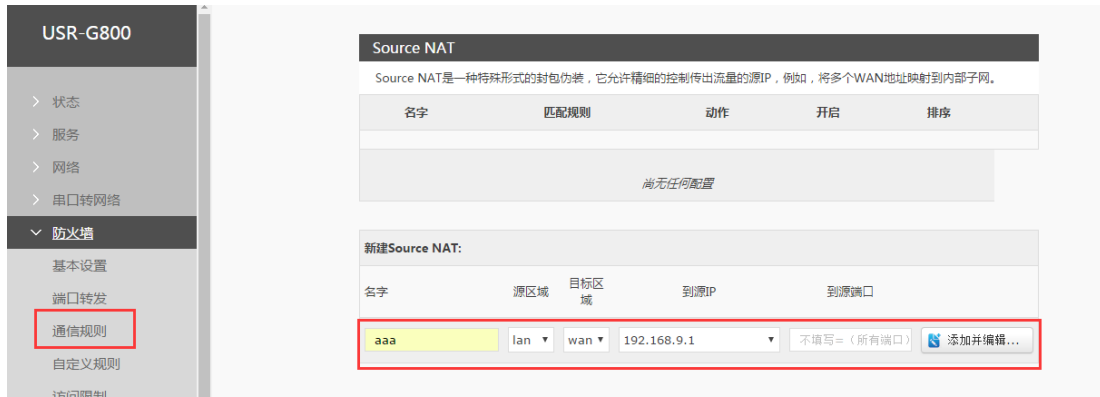 USR-G800
状态
服务
网络
串口转网络
防火墙
基本设置
端口转发
通信规则
自定义规则
访问限制
Source NAT
Source NAT是一种特殊形式的封包伪装，它允许精细的控制传出流量的源IP，例如，将多个WAN地址映射到内部子网。
名字 匹配规则 动作 开启 排序
尚无任何配置
新建Source NAT:
名字 源区域 目标区域 到源IP 到源端口
aaa lan wan 192.168.9.1 不填写=（所有端口） 添加并编辑...